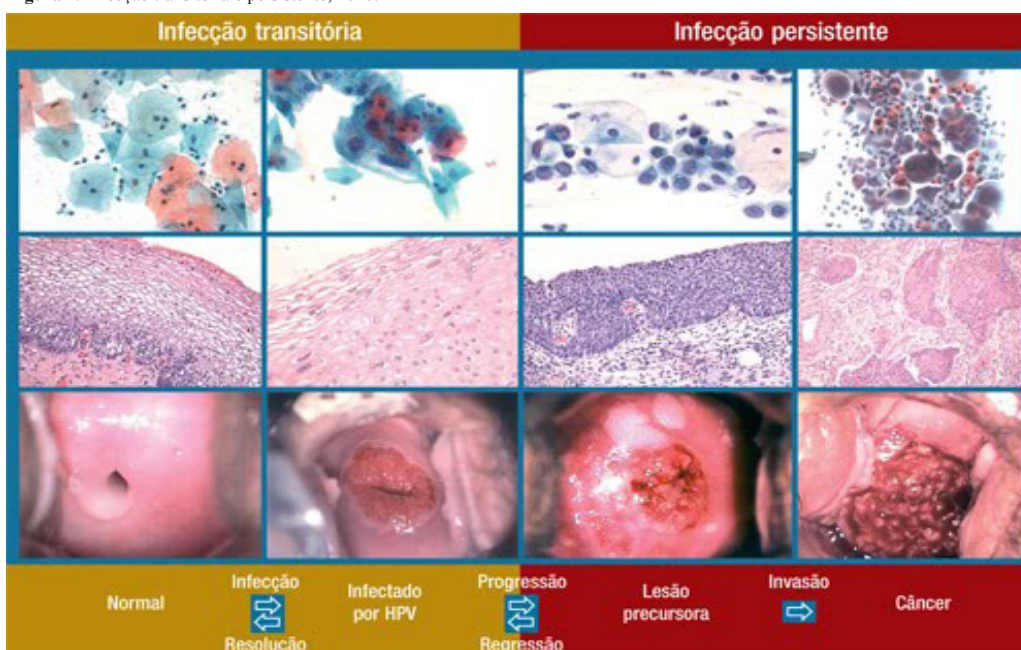 Infecção transitória
Infecção persistente
Normal
Infecção
Resolução
Infectado
por HPV
Progressão
Regressão
Lesão
precursora
Invasão
Câncer